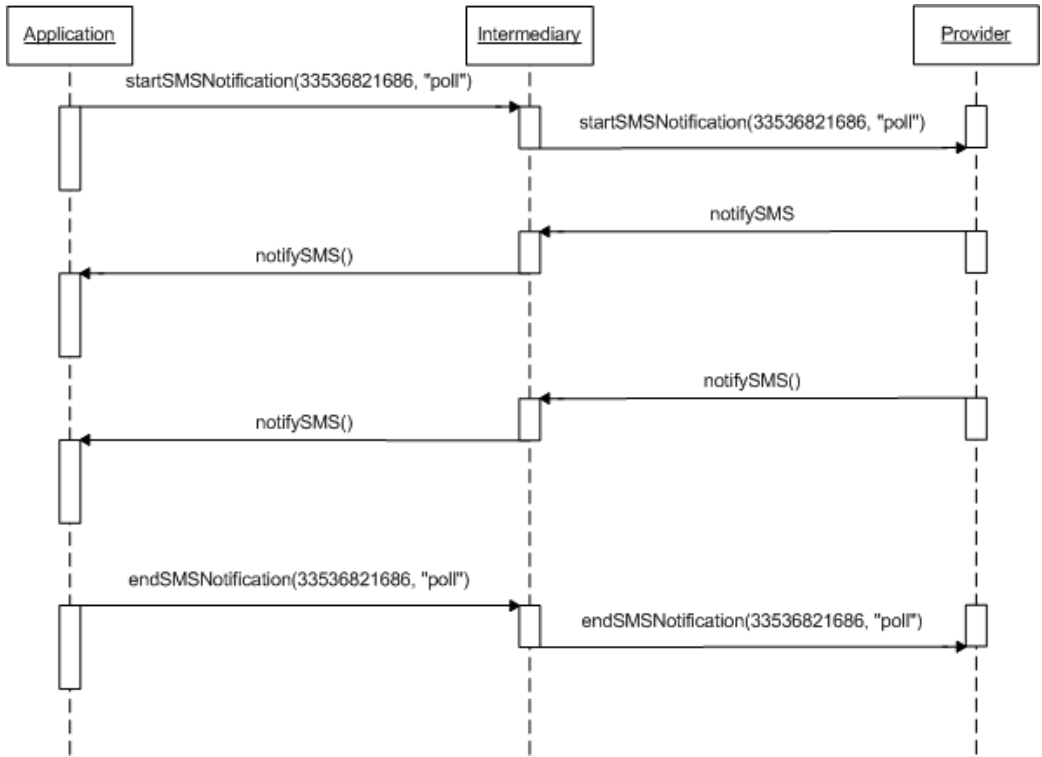 Application
Intermediary
Provider
startSMSNotification(33536821686, "poll")
startSMSNotification(33536821686, "poll")
notifySMS
notifySMS()
notifySMS()
notifySMS()
endSMSNotification(33536821686, "poll")
endSMSNotification(33536821686, "poll")